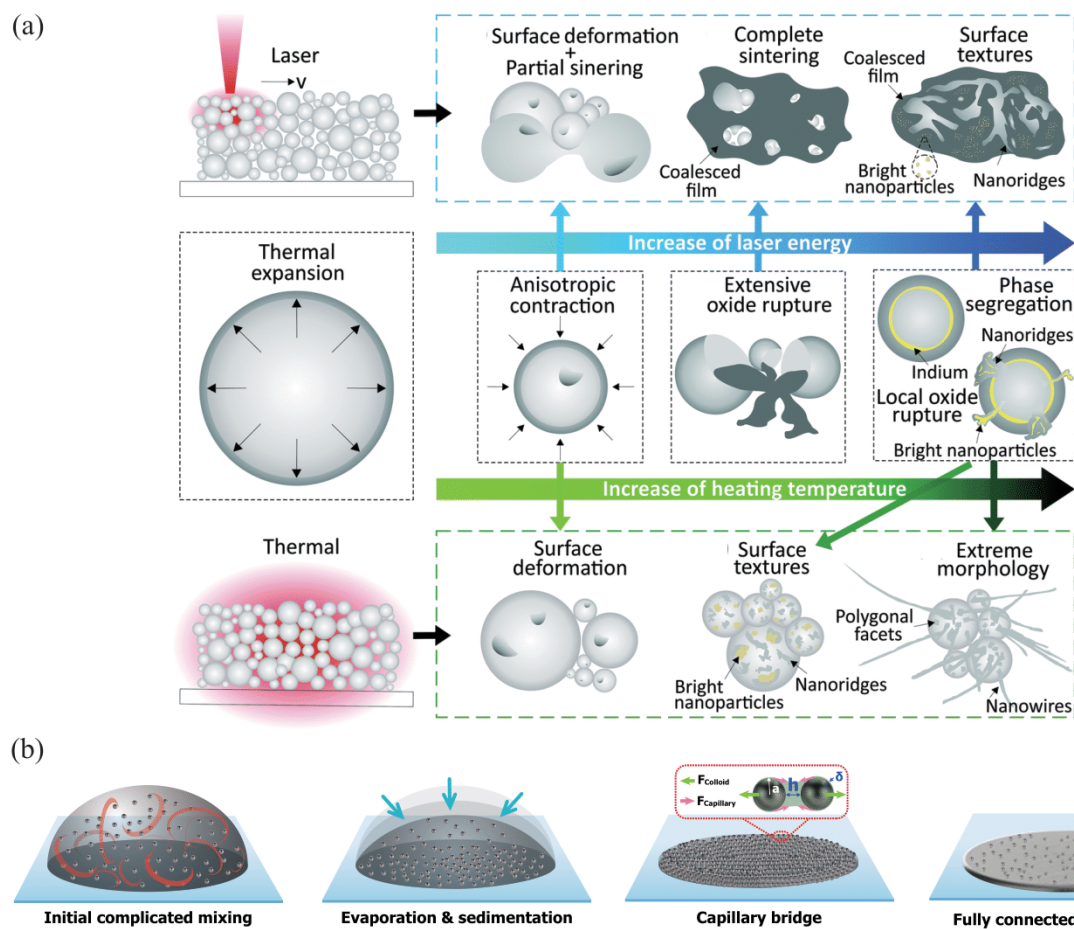 (a)
Laser
v
Surface deformation
+
Partial sinering
Complete
sintering
Coalesced
film
Surface
textures
Coalesced
film
Bright
nanoparticles
Nanoridges
Increase of laser energy
Thermal
expansion
Anisotropic
contraction
Extensive
oxide rupture
Phase
segregation
Nanoridges
Indium
Local oxide
rupture
Bright nanoparticles
Increase of heating temperature
Thermal
Surface
deformation
Surface
textures
Bright
nanoparticles
Nanoridges
Extreme
morphology
Polygonal
facets
Nanowires
(b)
Initial complicated mixing
Evaporation & sedimentation
F Colloid
F Capillary
a
h
δ
Capillary bridge
Fully connected